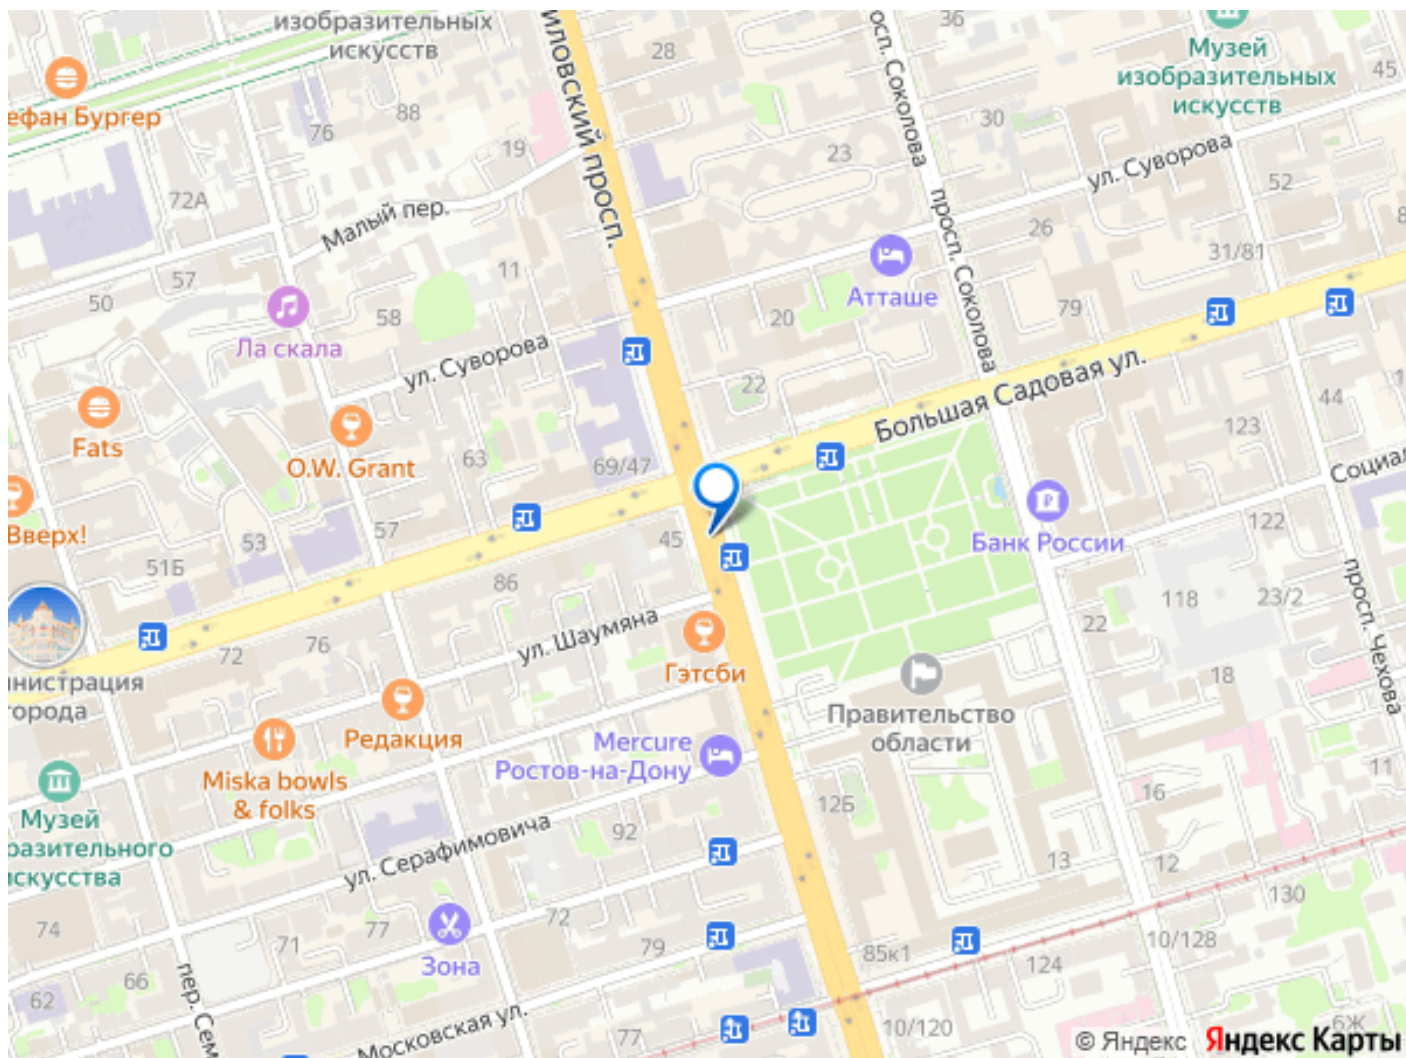 изобразительных
искусств
36
28
Музей
изобразительных
искусств
45
просп. Соколова
ефан Бургер
88
76
30
19
23
ул. Суворова
52
72А
Малый пер.
просп. Соколова
26
31/81
8
иловский просп.
11
57
50
Атташе
79
58
20
Ла скала
ул. Суворова
22
Большая Садовая ул.
44
1
Fats
O.W. Grant
63
69/47
123
Социал
Вверх!
57
53
51Б
45
Банк России
122
86
118
23/2
просп. Чехова
ул. Шаумяна
22
76
72
Гэтсби
18
нистрация
города
Правительство
области
Редакция
Mercure
Ростов-на-Дону
Miska bowls
& folks
11
16
12Б
Музей
разительного
искусства
ул. Серафимовича
92
13
12
130
74
72
77
71
79
Зона
85к1
10/128
124
66
62
пер. Сем
Московская ул.
77
10/120
6Ж
© Яндекс Яндекс Карты